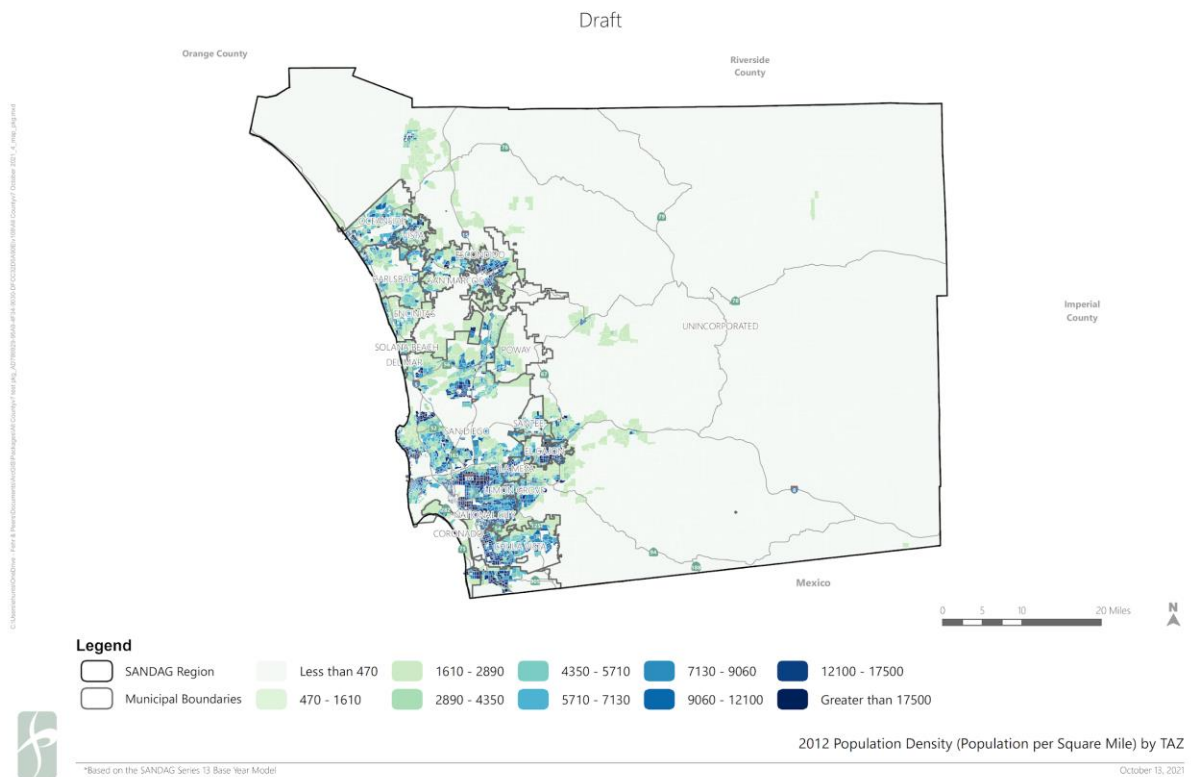 Draft
Orange County
Riverside
County
OCEANSIDE
VISTA
ESCONDIDO
CARLSBAD
SAN MARCOS
ENCINITAS
Imperial
County
UNINCORPORATED
SOLANA BEACH
POWAY
DEL MAR
SAN DIEGO
SANTEE
EL CAJON
LA MESA
LEMON GROVE
NATIONAL CITY
CORONADO
CHULA VISTA
Mexico
0 5 10 20 Miles
N
Legend
SANDAG Region
Less than 470
1610 - 2890
4350 - 5710
7130 - 9060
12100 - 17500
Municipal Boundaries
470 - 1610
2890 - 4350
5710 - 7130
9060 - 12100
Greater than 17500
2012 Population Density (Population per Square Mile) by TAZ
*Based on the SANDAG Series 13 Base Year Model
October 13, 2021